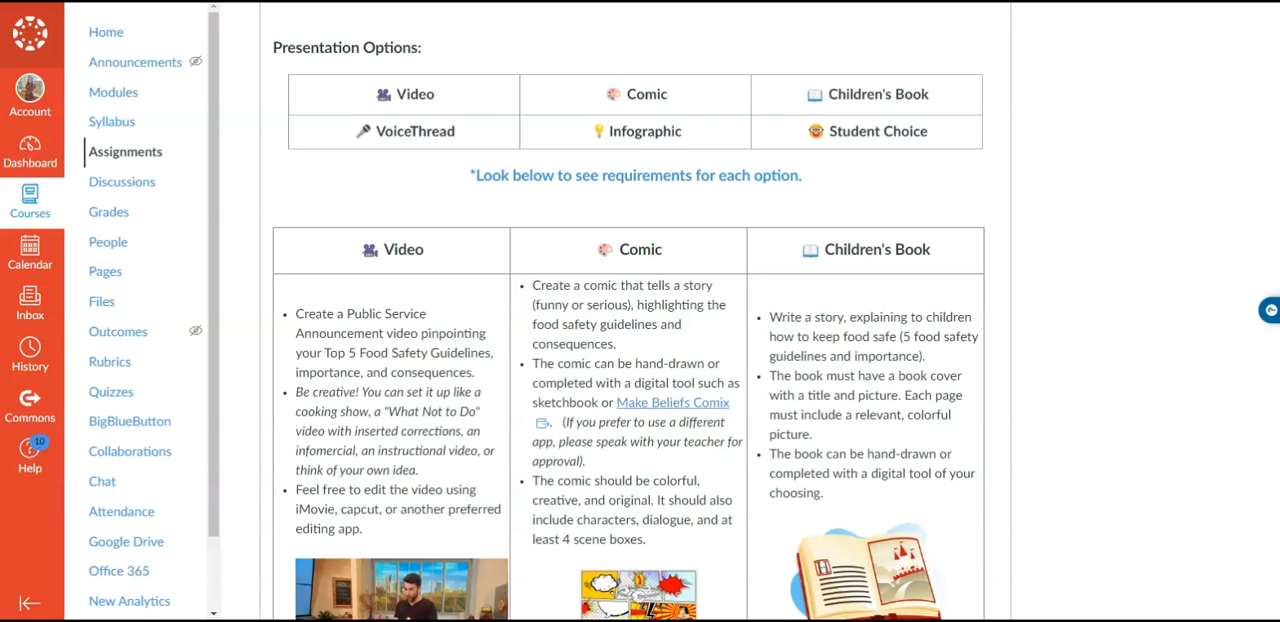 Account
Dashboard
Courses
Calendar
Inbox
History
Commons
10
Help
Home
Announcements
Modules
Syllabus
Assignments
Discussions
Grades
People
Pages
Files
Outcomes
Rubrics
Quizzes
BigBlueButton
Collaborations
Chat
Attendance
Google Drive
Office 365
New Analytics
Presentation Options:
Video
Comic
Children's Book
VoiceThread
Infographic
Student Choice
*Look below to see requirements for each option.
Video
• Create a Public Service
Announcement video pinpointing
your Top 5 Food Safety Guidelines,
importance, and consequences.
• Be creative! You can set it up like a
cooking show, a "What Not to Do"
video with inserted corrections, an
infomercial, an instructional video, or
think of your own idea.
• Feel free to edit the video using
iMovie, capcut, or another preferred
editing app.
Comic
• Create a comic that tells a story
(funny or serious), highlighting the
food safety guidelines and
consequences.
• The comic can be hand-drawn or
completed with a digital tool such as
sketchbook or Make Beliefs Comix
. (If you prefer to use a different
app, please speak with your teacher for
approval).
• The comic should be colorful,
creative, and original. It should also
include characters, dialogue, and at
least 4 scene boxes.
Children's Book
• Write a story, explaining to children
how to keep food safe (5 food safety
guidelines and importance).
• The book must have a book cover
with a title and picture. Each page
must include a relevant, colorful
picture.
• The book can be hand-drawn or
completed with a digital tool of your
choosing.